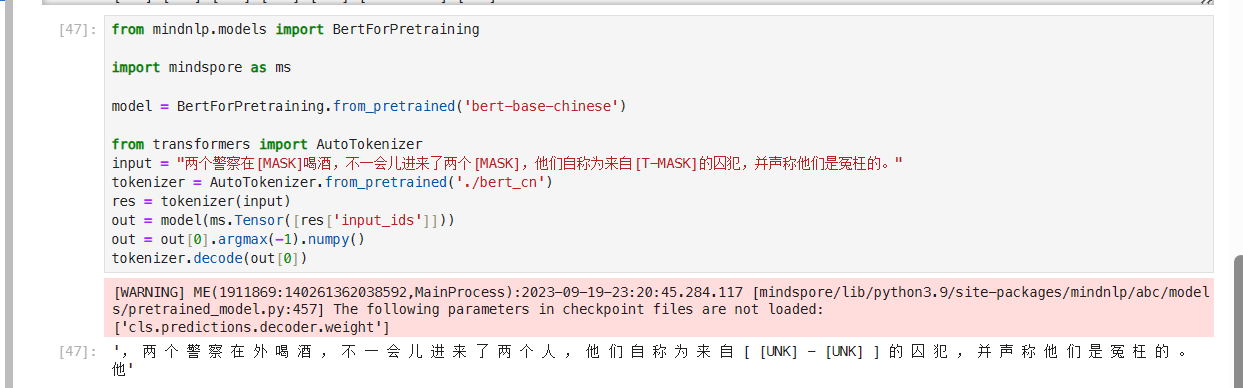 [47]:
from mindnlp.models import BertForPretraining
import mindspore as ms
model = BertForPretraining.from_pretrained('bert-base-chinese')
from transformers import AutoTokenizer
input = "两个警察在[MASK]喝酒，不一会儿进来了两个[MASK]，他们自称为来自[T-MASK]的囚犯，并声称他们是冤枉的。"
tokenizer = AutoTokenizer.from_pretrained('./bert_cn')
res = tokenizer(input)
out = model(ms.Tensor([res['input_ids']]))
out = out[0].argmax(-1).numpy()
tokenizer.decode(out[0])
[WARNING] ME(1911869:140261362038592,MainProcess):2023-09-19-23:20:45.284.117 [mindspore/lib/python3.9/site-packages/mindnlp/abc/model
s/pretrained_model.py:457] The following parameters in checkpoint files are not loaded:
['cls.predictions.decoder.weight']
[47]:
'， 两 个 警 察 在 外 喝 酒 ， 不 一 会 儿 进 来 了 两 个 人 ， 他 们 自 称 为 来 自 [ [UNK] - [UNK] ] 的 囚 犯 ， 并 声 称 他 们 是 冤 枉 的 。
他'